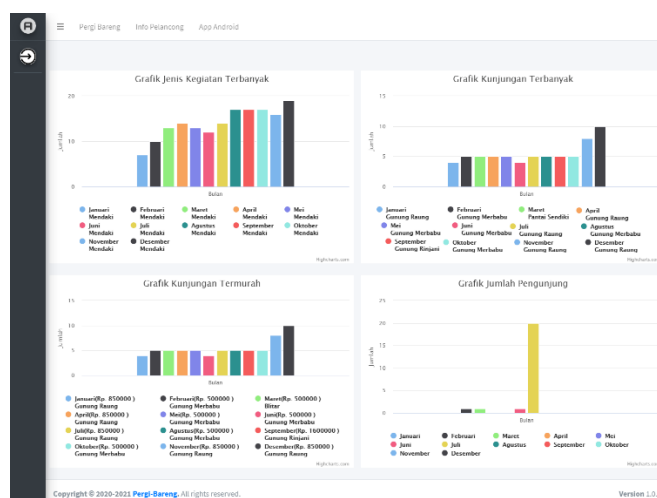 A
Pergi Bareng Info Pelancong App Android
Grafik Jenis Kegiatan Terbanyak
20
10
0
Jumlah
Bulan
Januari Mendaki
Februari Mendaki
Maret Mendaki
April Mendaki
Mei Mendaki
Juni Mendaki
Juli Mendaki
Agustus Mendaki
September Mendaki
Oktober Mendaki
November Mendaki
Desember Mendaki
Highcharts.com
Grafik Kunjungan Terbanyak
15
10
5
0
Jumlah
Bulan
Januari Gunung Raung
Februari Gunung Merbabu
Maret Pantai Sendiki
April Gunung Raung
Mei Gunung Merbabu
Juni Gunung Merbabu
Juli Gunung Raung
Agustus Gunung Merbabu
September Gunung Rinjani
Oktober Gunung Merbabu
November Gunung Raung
Desember Gunung Raung
Highcharts.com
Grafik Kunjungan Termurah
15
10
5
0
Jumlah
Bulan
Januari(Rp. 850000 ) Gunung Raung
Februari(Rp. 500000 ) Gunung Merbabu
Maret(Rp. 500000 ) Blitar
April(Rp. 850000 ) Gunung Raung
Mei(Rp. 500000 ) Gunung Merbabu
Juni(Rp. 500000 ) Gunung Merbabu
Juli(Rp. 850000 ) Gunung Raung
Agustus(Rp. 500000 ) Gunung Merbabu
September(Rp. 1600000 ) Gunung Rinjani
Oktober(Rp. 500000 ) Gunung Merbabu
November(Rp. 850000 ) Gunung Raung
Desember(Rp. 850000 ) Gunung Raung
Highcharts.com
Grafik Jumlah Pengunjung
25
20
15
10
5
0
Jumlah
Bulan
Januari Februari Maret April Mei
Juni Juli Agustus September Oktober
November Desember
Highcharts.com
Copyright © 2020-2021 Pergi-Bareng. All rights reserved.
Version 1.0.